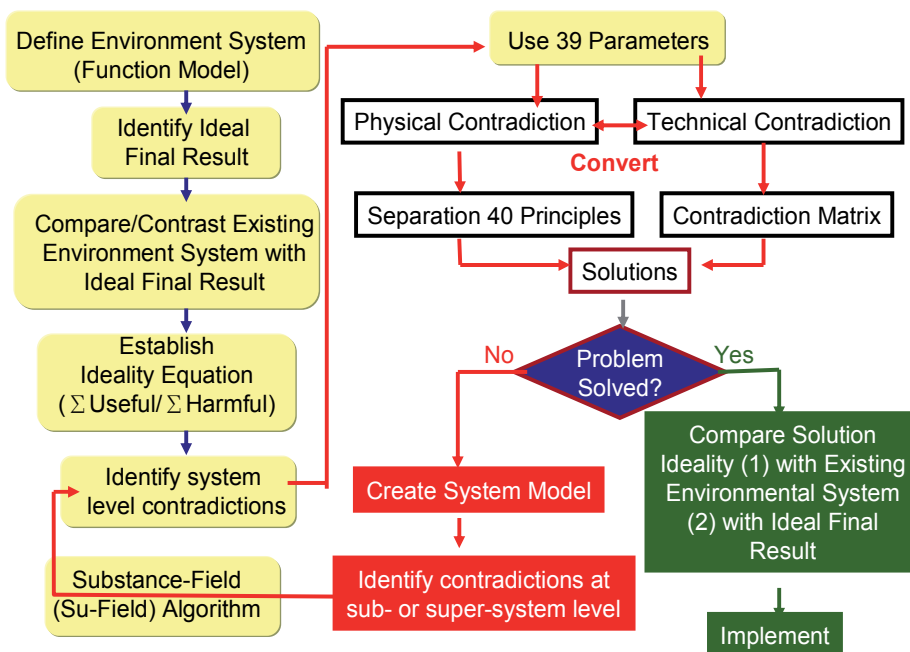 Define Environment System
(Function Model)
Identify Ideal
Final Result
Compare/Contrast Existing
Environment System with
Ideal Final Result
Establish
Ideality Equation
(ΣUseful/ΣHarmful)
Identify system
level contradictions
Substance-Field
(Su-Field) Algorithm
Use 39 Parameters
Physical Contradiction
Technical Contradiction
Convert
Separation 40 Principles
Contradiction Matrix
Solutions
Problem
Solved?
No
Yes
Create System Model
Identify contradictions at
sub- or super-system level
Compare Solution
Ideality (1) with Existing
Environmental System
(2) with Ideal Final
Result
Implement